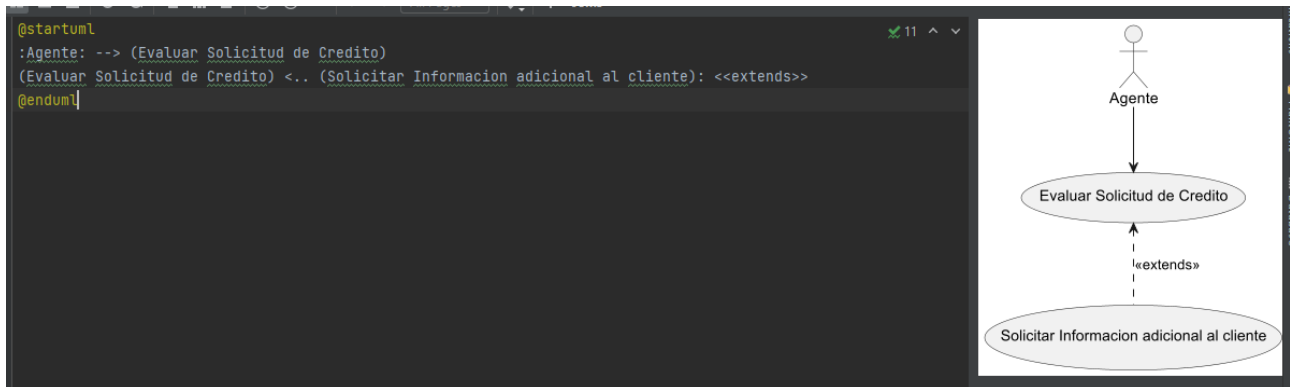 @startuml
11
:Agente: --> (Evaluar Solicitud de Credito)
(Evaluar Solicitud de Credito) <.. (Solicitar Informacion adicional al cliente): <<extends>>
@enduml
Agente
Evaluar Solicitud de Credito
«extends»
Solicitar Informacion adicional al cliente